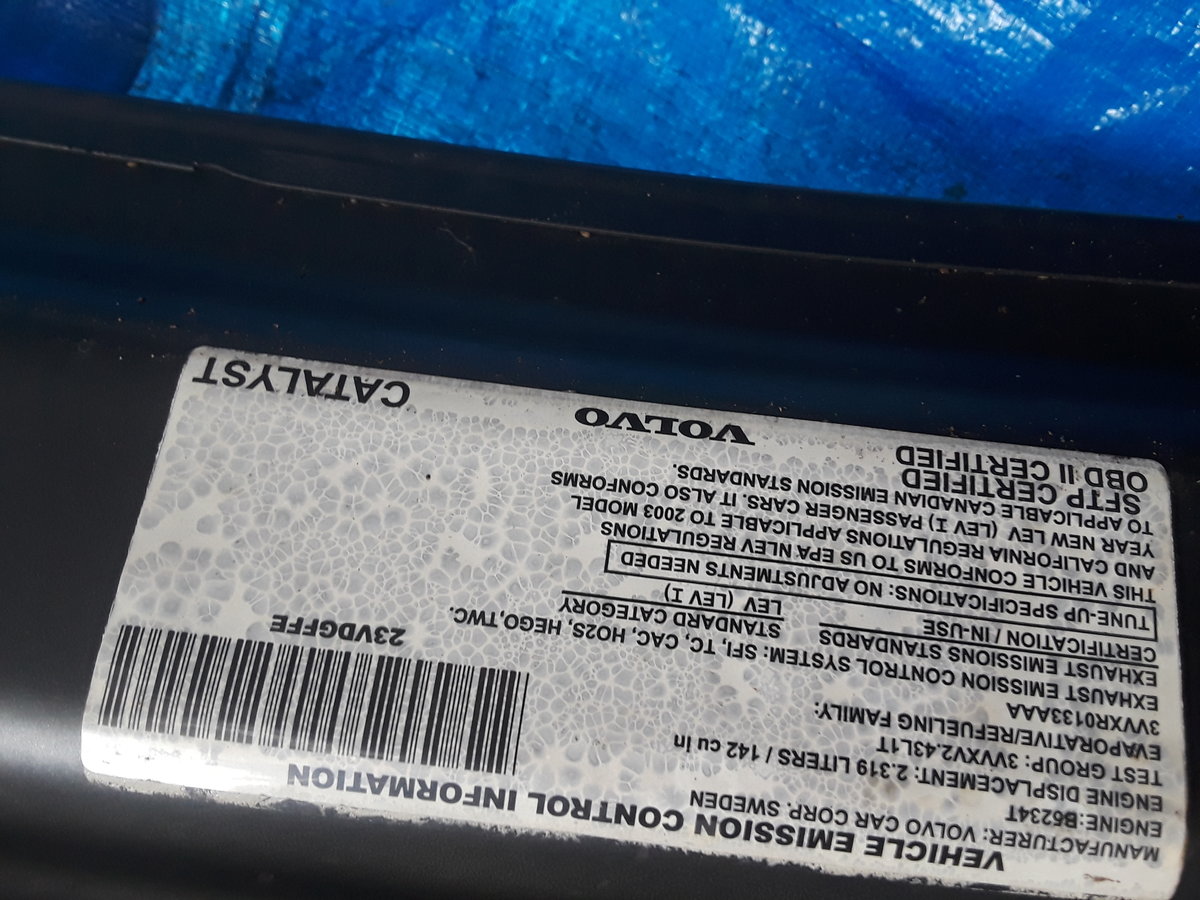 VEHICLE EMISSION CONTROL INFORMATION
MANUFACTURER: VOLVO CAR CORP. SWEDEN
ENGINE:B6234T
ENGINE DISPLACEMENT: 2.319 LITERS / 142 cu in
TEST GROUP: 3VVXV2.43L1T
EVAPORATIVE/REFUELING FAMILY:
3VVXR0133AAA
EXHAUST EMISSION CONTROL SYSTEM: SFI, TC, CAC, HO2S, HEGO,TWC.
EXHAUST EMISSIONS STANDARDS STANDARD CATEGORY
CERTIFICATION / IN-USE LEV (LEV I)
TUNE-UP SPECIFICATIONS: NO ADJUSTMENTS NEEDED
THIS VEHICLE CONFORMS TO US EPA NLEV REGULATIONS
AND CALIFORNIA REGULATIONS APPLICABLE TO 2003 MODEL
YEAR NEW LEV (LEV I) PASSENGER CARS. IT ALSO CONFORMS
TO APPLICABLE CANADIAN EMISSION STANDARDS.
SFTP CERTIFIED
OBD II CERTIFIED
23VDGFFE
VOLVO
CATALYST